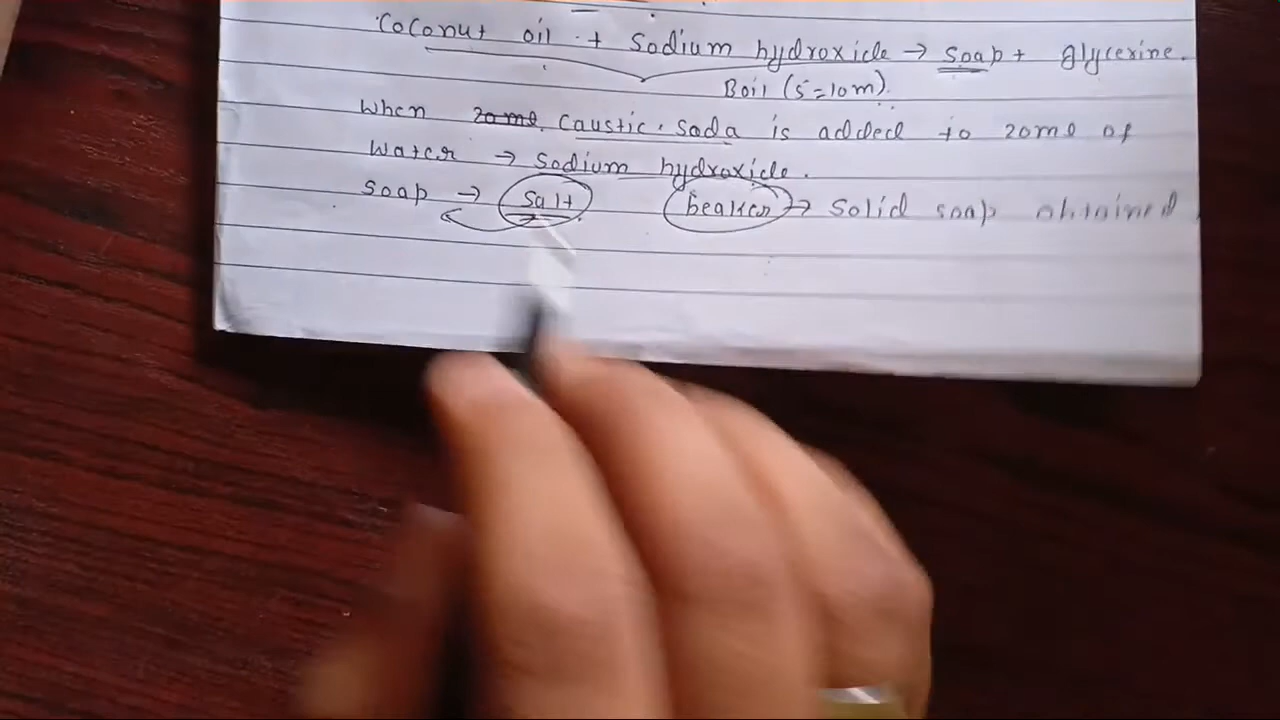 Coconut oil + Sodium hydroxide → soap + glycerine.
Boil (5=10m).
When 20ml Caustic soda is added to 20ml of
water → Sodium hydroxide.
soap → salt beaker → solid soap obtained